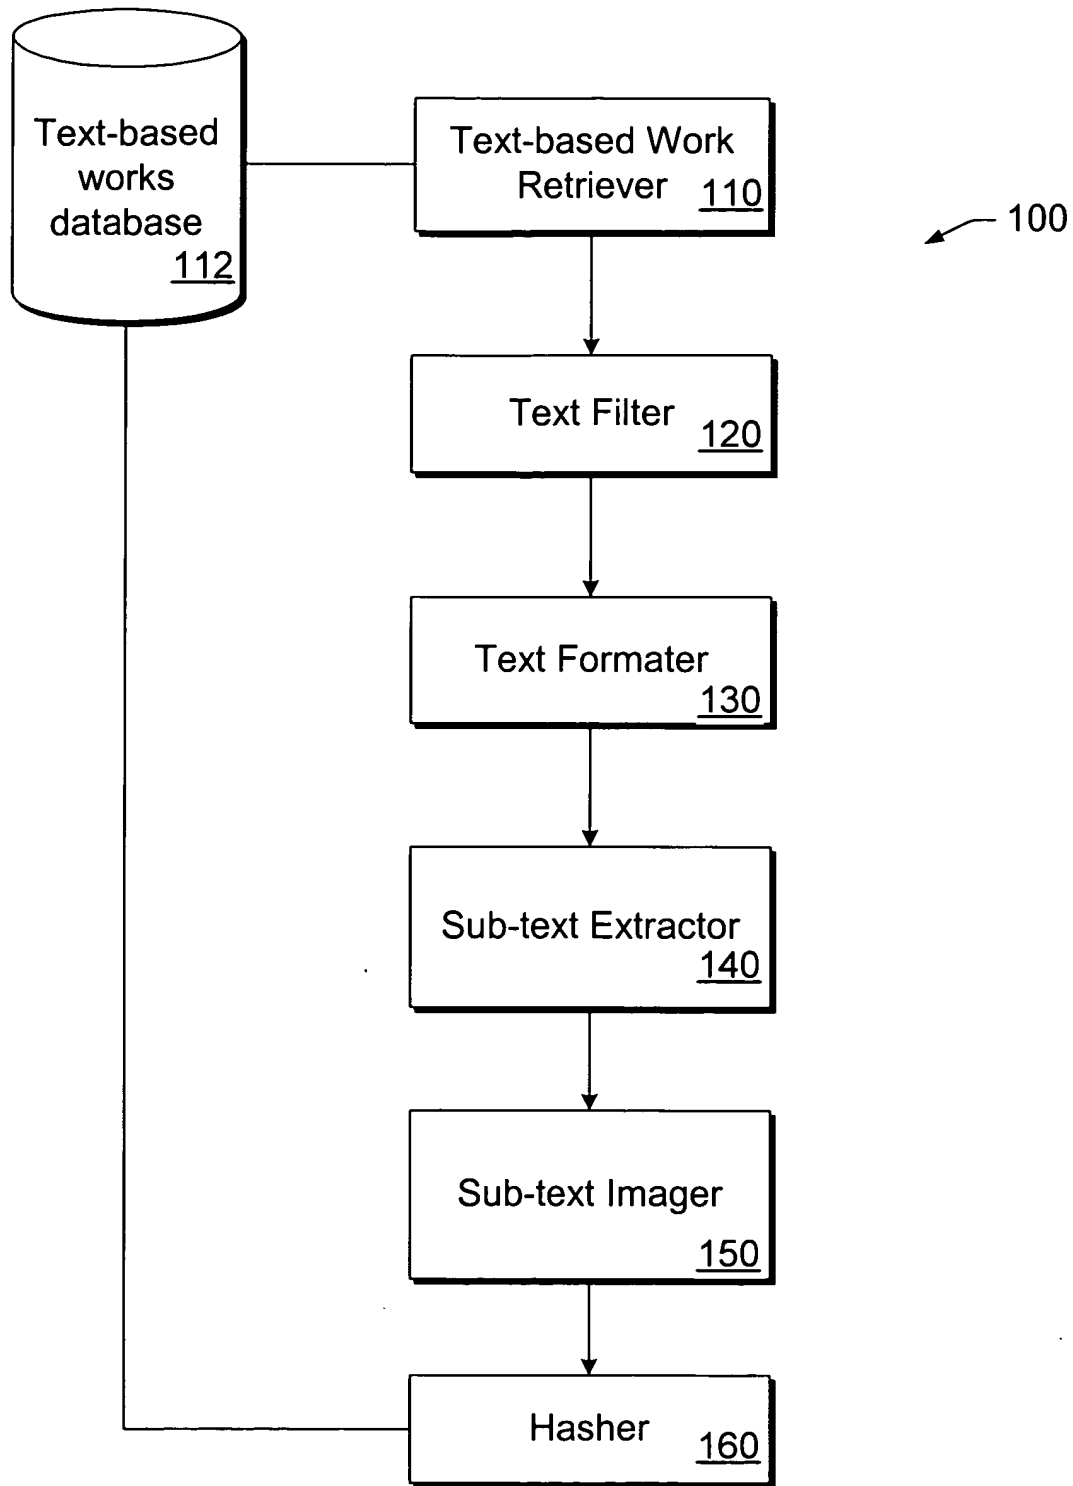 Text-based
works
database
112
Text-based Work
Retriever
110
100
Text Filter
120
Text Formater
130
Sub-text Extractor
140
Sub-text Imager
150
Hasher
160